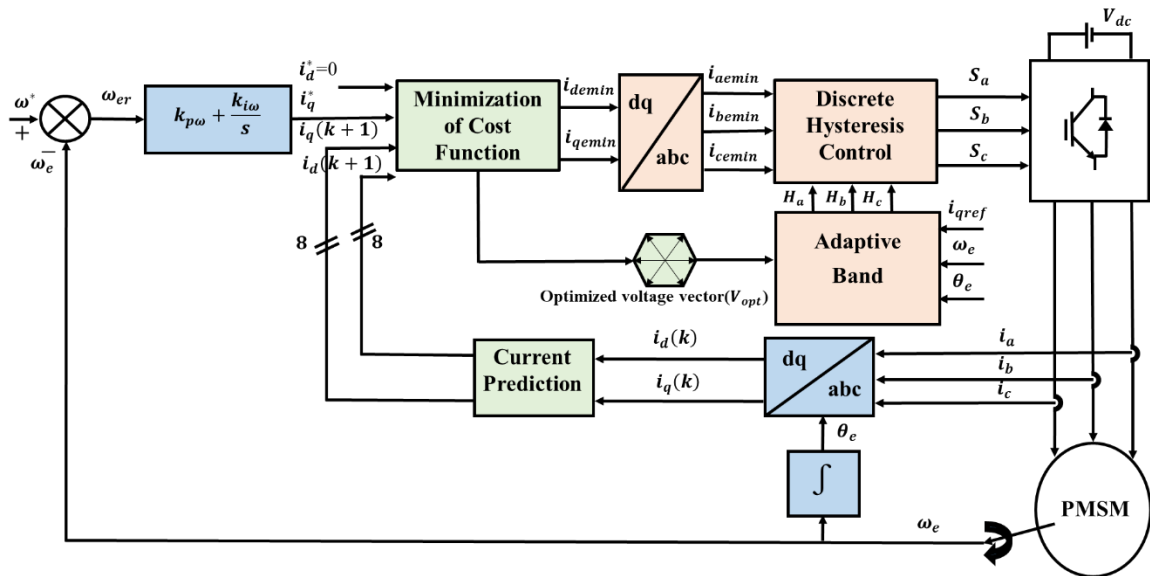 V_dc
i_d^*=0
i_q^*
i_q(k+1)
i_d(k+1)
ω^*
+
−
ω_e
ω_er
k_pω + k_iω/s
Minimization
of Cost
Function
i_demin
i_qemin
dq
abc
i_aemin
i_bemin
i_cemin
Discrete
Hysteresis
Control
S_a
S_b
S_c
H_a
H_b
H_c
8
8
Adaptive
Band
i_qref
ω_e
θ_e
Optimized voltage vector(V_opt)
Current
Prediction
i_d(k)
i_q(k)
dq
abc
i_a
i_b
i_c
θ_e
∫
ω_e
PMSM